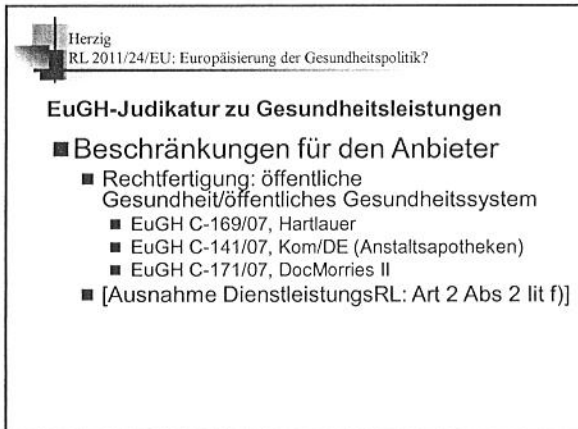 Herzig
RL 2011/24/EU: Europäisierung der Gesundheitspolitik?
EuGH-Judikatur zu Gesundheitsleistungen
Beschränkungen für den Anbieter
Rechtfertigung: öffentliche
Gesundheit/öffentliches Gesundheitssystem
EuGH C-169/07, Hartlauer
EuGH C-141/07, Kom/DE (Anstaltsapotheken)
EuGH C-171/07, DocMorries II
[Ausnahme DienstleistungsRL: Art 2 Abs 2 lit f)]